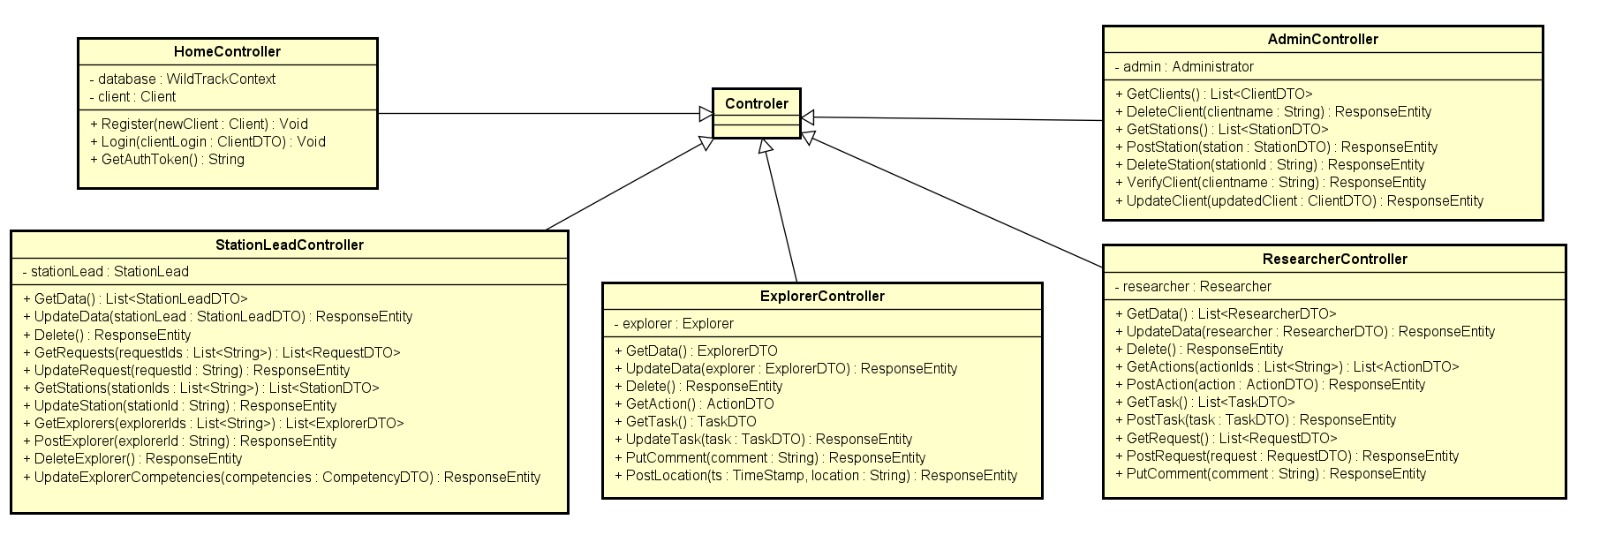 HomeController
- database : WildTrackContext
- client : Client
+ Register(newClient : Client) : Void
+ Login(clientLogin : ClientDTO) : Void
+ GetAuthToken() : String
Controler
AdminController
- admin : Administrator
+ GetClients() : List<ClientDTO>
+ DeleteClient(clientname : String) : ResponseEntity
+ GetStations() : List<StationDTO>
+ PostStation(station : StationDTO) : ResponseEntity
+ DeleteStation(stationId : String) : ResponseEntity
+ VerifyClient(clientname : String) : ResponseEntity
+ UpdateClient(updatedClient : ClientDTO) : ResponseEntity
StationLeadController
- stationLead : StationLead
+ GetData() : List<StationLeadDTO>
+ UpdateData(stationLead : StationLeadDTO) : ResponseEntity
+ Delete() : ResponseEntity
+ GetRequests(requestIds : List<String>) : List<RequestDTO>
+ UpdateRequest(requestId : String) : ResponseEntity
+ GetStations(stationIds : List<String>) : List<StationDTO>
+ UpdateStation(stationId : String) : ResponseEntity
+ GetExplorers(explorerIds : List<String>) : List<ExplorerDTO>
+ PostExplorer(explorerId : String) : ResponseEntity
+ DeleteExplorer() : ResponseEntity
+ UpdateExplorerCompetencies(competencies : CompetencyDTO) : ResponseEntity
ExplorerController
- explorer : Explorer
+ GetData() : ExplorerDTO
+ UpdateData(explorer : ExplorerDTO) : ResponseEntity
+ Delete() : ResponseEntity
+ GetAction() : ActionDTO
+ GetTask() : TaskDTO
+ UpdateTask(task : TaskDTO) : ResponseEntity
+ PutComment(comment : String) : ResponseEntity
+ PostLocation(ts : TimeStamp, location : String) : ResponseEntity
ResearcherController
- researcher : Researcher
+ GetData() : List<ResearcherDTO>
+ UpdateData(researcher : ResearcherDTO) : ResponseEntity
+ Delete() : ResponseEntity
+ GetActions(actionIds : List<String>) : List<ActionDTO>
+ PostAction(action : ActionDTO) : ResponseEntity
+ GetTask() : List<TaskDTO>
+ PostTask(task : TaskDTO) : ResponseEntity
+ GetRequest() : List<RequestDTO>
+ PostRequest(request : RequestDTO) : ResponseEntity
+ PutComment(comment : String) : ResponseEntity